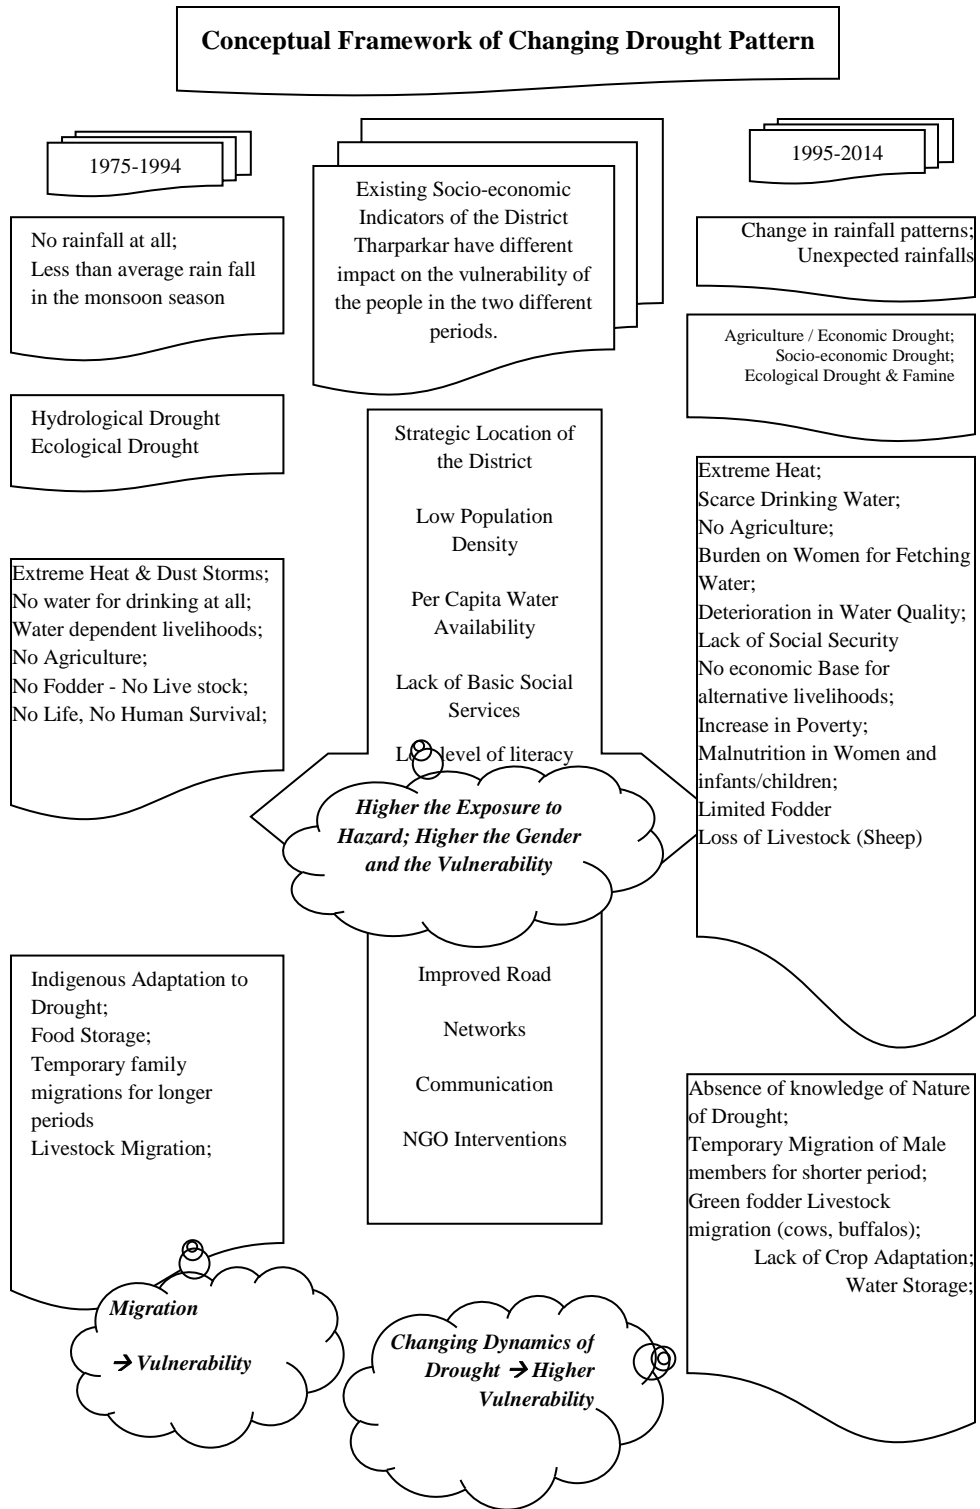 Conceptual Framework of Changing Drought Pattern
1975-1994
No rainfall at all;
Less than average rain fall
in the monsoon season
Hydrological Drought
Ecological Drought
Extreme Heat & Dust Storms;
No water for drinking at all;
Water dependent livelihoods;
No Agriculture;
No Fodder - No Live stock;
No Life, No Human Survival;
Indigenous Adaptation to
Drought;
Food Storage;
Temporary family
migrations for longer
periods
Livestock Migration;
Migration
→ Vulnerability
Existing Socio-economic
Indicators of the District
Tharparkar have different
impact on the vulnerability of
the people in the two different
periods.
Strategic Location of
the District
Low Population
Density
Per Capita Water
Availability
Lack of Basic Social
Services
level of literacy
Higher the Exposure to
Hazard; Higher the Gender
and the Vulnerability
Improved Road
Networks
Communication
NGO Interventions
Changing Dynamics of
Drought → Higher
Vulnerability
1995-2014
Change in rainfall patterns;
Unexpected rainfalls
Agriculture / Economic Drought;
Socio-economic Drought;
Ecological Drought & Famine
Extreme Heat;
Scarce Drinking Water;
No Agriculture;
Burden on Women for Fetching
Water;
Deterioration in Water Quality;
Lack of Social Security
No economic Base for
alternative livelihoods;
Increase in Poverty;
Malnutrition in Women and
infants/children;
Limited Fodder
Loss of Livestock (Sheep)
Absence of knowledge of Nature
of Drought;
Temporary Migration of Male
members for shorter period;
Green fodder Livestock
migration (cows, buffalos);
Lack of Crop Adaptation;
Water Storage;